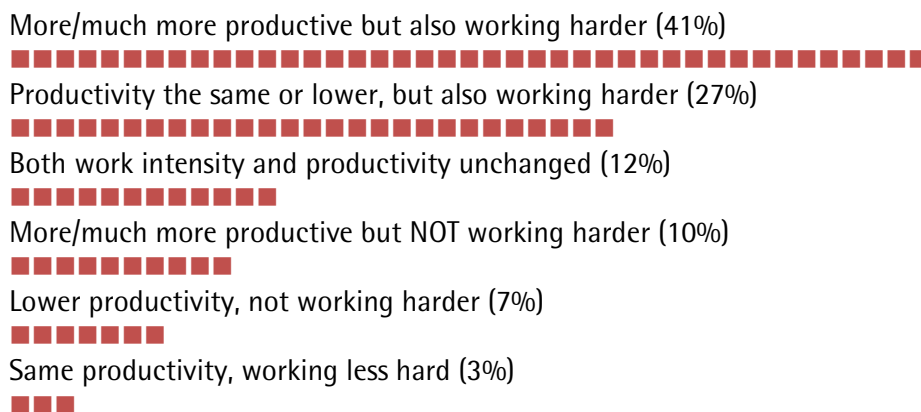 More/much more productive but also working harder (41%)
Productivity the same or lower, but also working harder (27%)
Both work intensity and productivity unchanged (12%)
More/much more productive but NOT working harder (10%)
Lower productivity, not working harder (7%)
Same productivity, working less hard (3%)